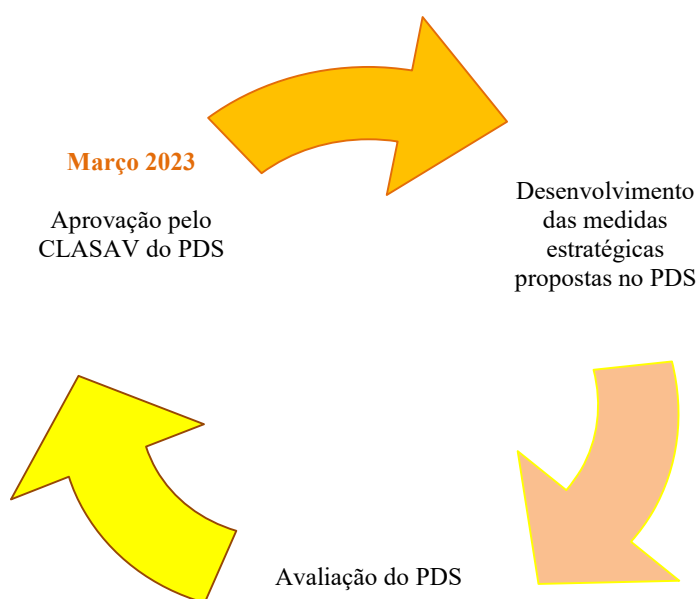 Março 2023
Aprovação pelo
CLASAV do PDS
Desenvolvimento
das medidas
estratégicas
propostas no PDS
Avaliação do PDS